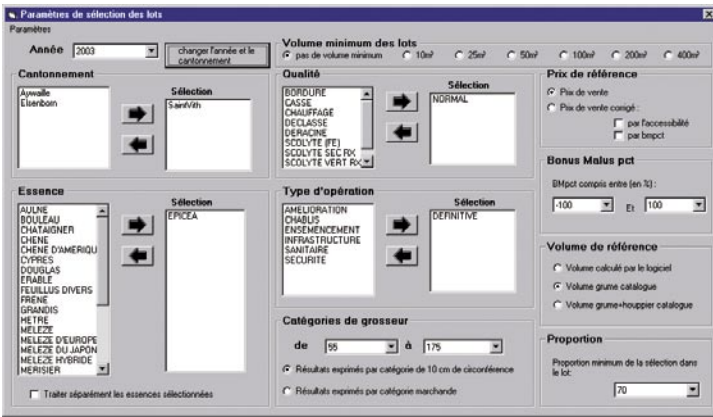 Paramètres de sélection des lots
Paramètres
Année 2003
changer l'année et le cantonnement
Volume minimum des lots
pas de volume minimum 10m³ 25m³ 50m³ 100m³ 200m³ 400m³
Cantonnement
Aywaille
Elsenborn
Sélection
SaintVith
Qualité
BORDURE
CASSE
CHAUFFAGE
DECLASSE
DERACINE
SCOLYTE (FE)
SCOLYTE SEC RX
SCOLYTE VERT RX
Sélection
NORMAL
Prix de référence
Prix de vente
Prix de vente corrigé :
par l'accessibilité
par bmpct
Bonus Malus pct
BMpct compris entre (en %) :
-100 Et 100
Essence
AULNE
BOULEAU
CHATAIGNER
CHENE
CHENE D'AMERIQU
CYPRES
DOUGLAS
ERABLE
FEUILLUS DIVERS
FRENE
GRANDIS
HETRE
MELEZE
MELEZE D'EUROPE
MELEZE DU JAPON
MELEZE HYBRIDE
MERISIER
Sélection
EPICEA
Traiter séparément les essences sélectionnées
Type d'opération
AMELIORATION
CHABLIS
ENSEMENCEMENT
INFRASTRUCTURE
SANITAIRE
SECURITE
Sélection
DEFINITIVE
Catégories de grosseur
de 55 à 175
Résultats exprimés par catégorie de 10 cm de circonférence
Résultats exprimés par catégorie marchande
Volume de référence
Volume calculé par le logiciel
Volume grume catalogue
Volume grume+houppier catalogue
Proportion
Proportion minimum de la sélection dans
le lot:
70